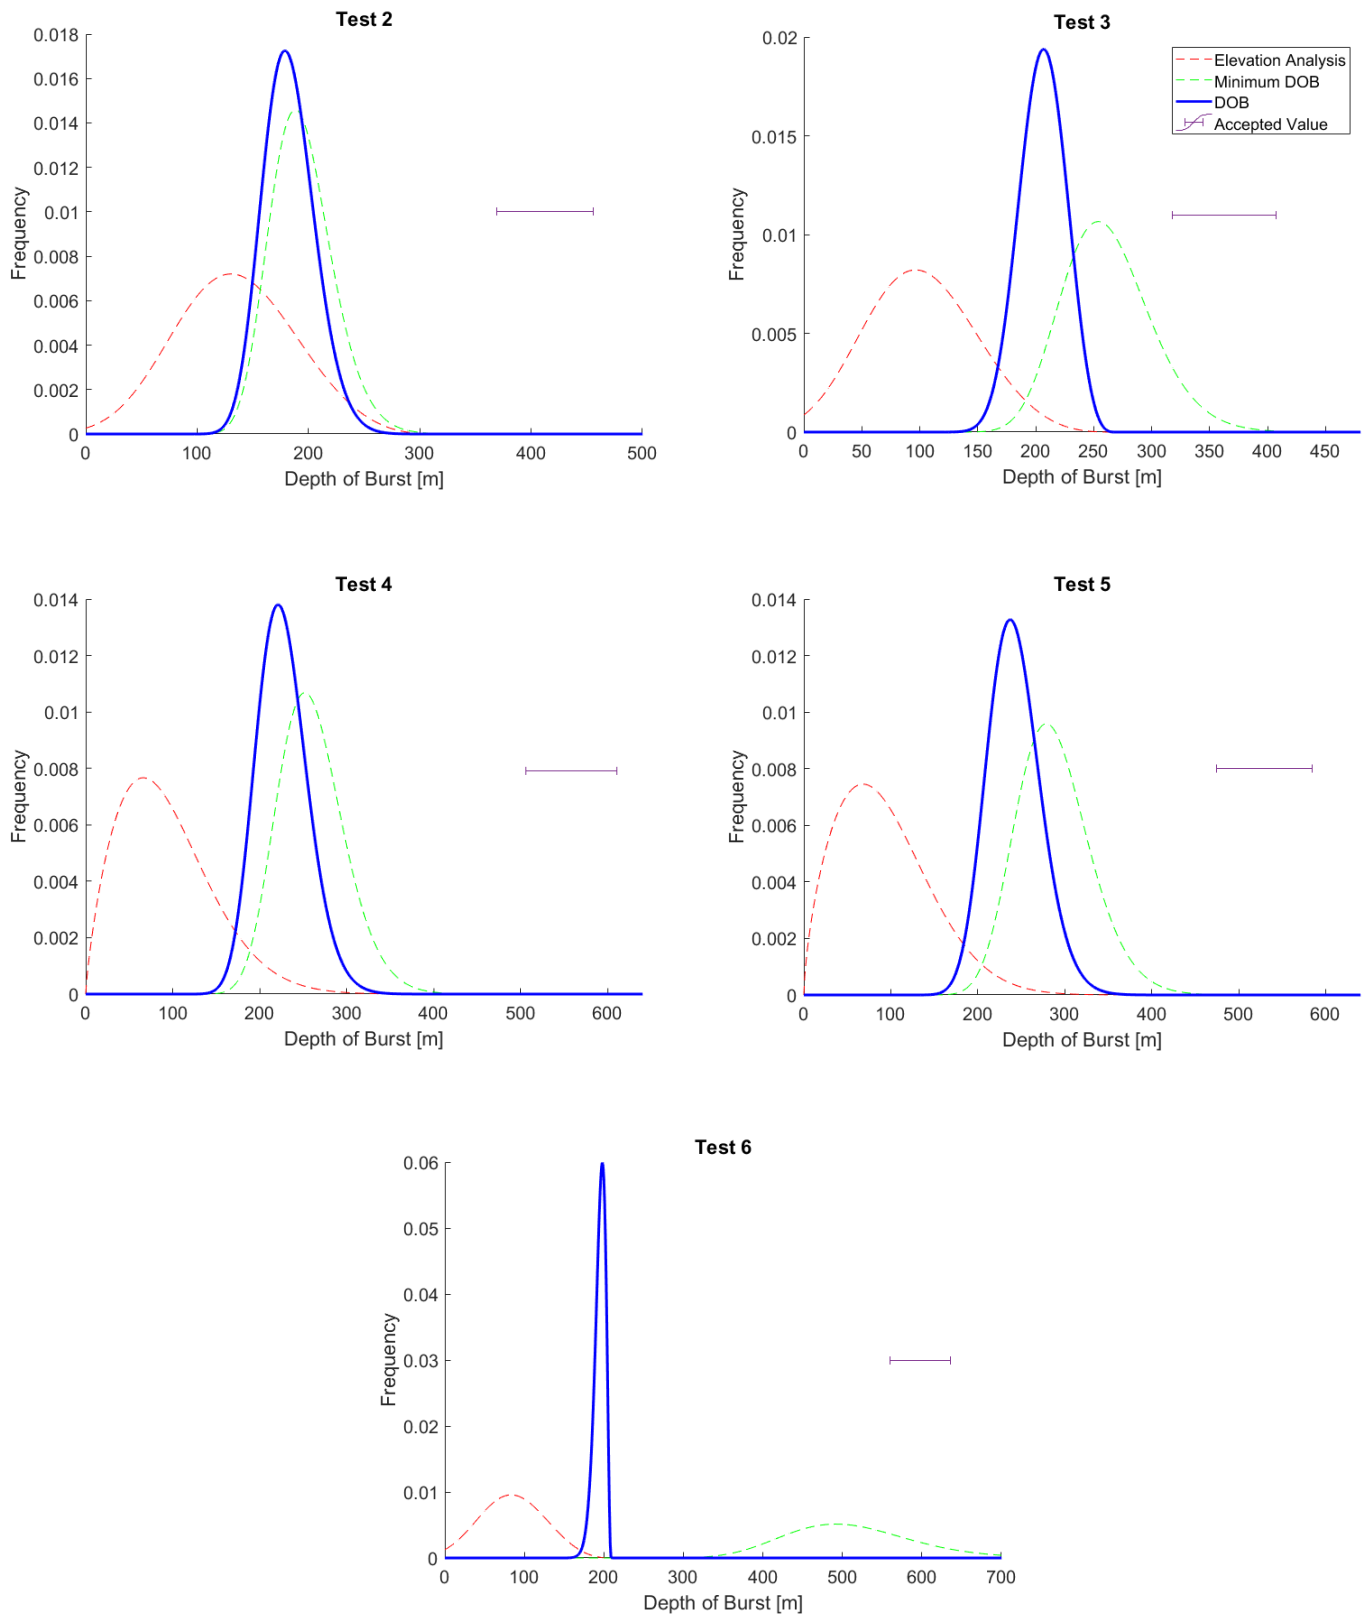 Test 2
0.018
0.016
0.014
0.012
0.01
0.008
0.006
0.004
0.002
0
Frequency
0 100 200 300 400 500
Depth of Burst [m]
Test 3
0.02
0.015
0.01
0.005
0
Frequency
Elevation Analysis
Minimum DOB
DOB
Accepted Value
0 50 100 150 200 250 300 350 400 450
Depth of Burst [m]
Test 4
0.014
0.012
0.01
0.008
0.006
0.004
0.002
0
Frequency
0 100 200 300 400 500 600
Depth of Burst [m]
Test 5
0.014
0.012
0.01
0.008
0.006
0.004
0.002
0
Frequency
0 100 200 300 400 500 600
Depth of Burst [m]
Test 6
0.06
0.05
0.04
0.03
0.02
0.01
0
Frequency
0 100 200 300 400 500 600 700
Depth of Burst [m]